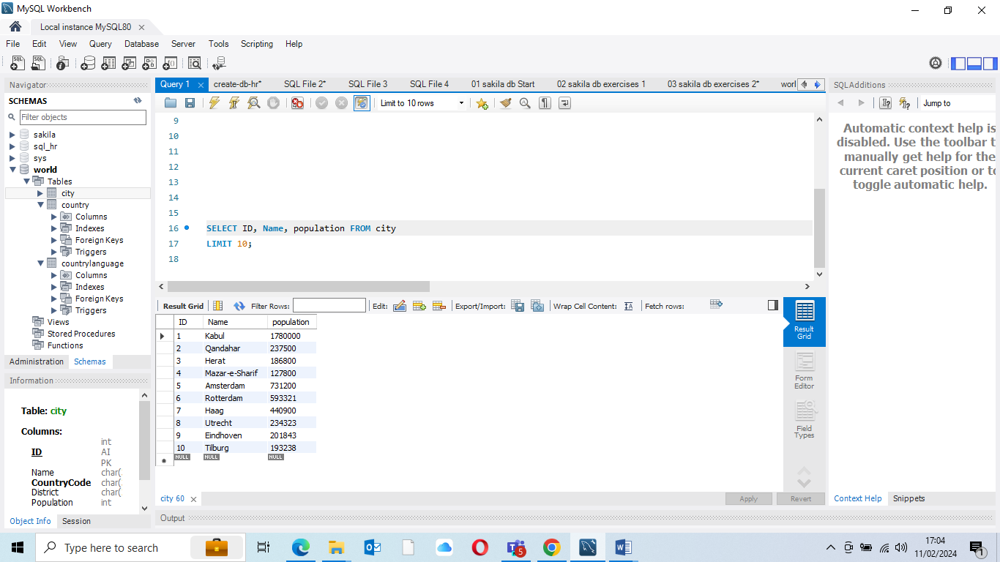 MySQL Workbench
Local instance MySQL80
File Edit View Query Database Server Tools Scripting Help
Navigator
SCHEMAS
Filter objects
sakila
sql_hr
sys
world
Tables
city
country
Columns
Indexes
Foreign Keys
Triggers
countrylanguage
Columns
Indexes
Foreign Keys
Triggers
Views
Stored Procedures
Functions
Administration Schemas
Information
Table: city
Columns:
ID int AI PK
Name char(
CountryCode char(
District char(
Population int
Object Info Session
Query 1 create-db-hr* SQL File 2* SQL File 3 SQL File 4 01 sakila db Start 02 sakila db exercises 1 03 sakila db exercises 2* worl
Limit to 10 rows
9
10
11
12
13
14
15
16 SELECT ID, Name, population FROM city
17 LIMIT 10;
18
Result Grid Filter Rows: Edit: Export/Import: Wrap Cell Content: Fetch rows:
ID Name population
1 Kabul 1780000
2 Qandahar 237500
3 Herat 186800
4 Mazar-e-Sharif 127800
5 Amsterdam 731200
6 Rotterdam 593321
7 Haag 440900
8 Utrecht 234323
9 Eindhoven 201843
10 Tilburg 193238
NULL NULL NULL
Result Grid
Form Editor
Field Types
city 60
Apply Revert
Output
SQLAdditions
Jump to
Automatic context help is
disabled. Use the toolbar t
manually get help for the
current caret position or to
toggle automatic help.
Context Help Snippets
Type here to search
5
17:04
11/02/2024
1